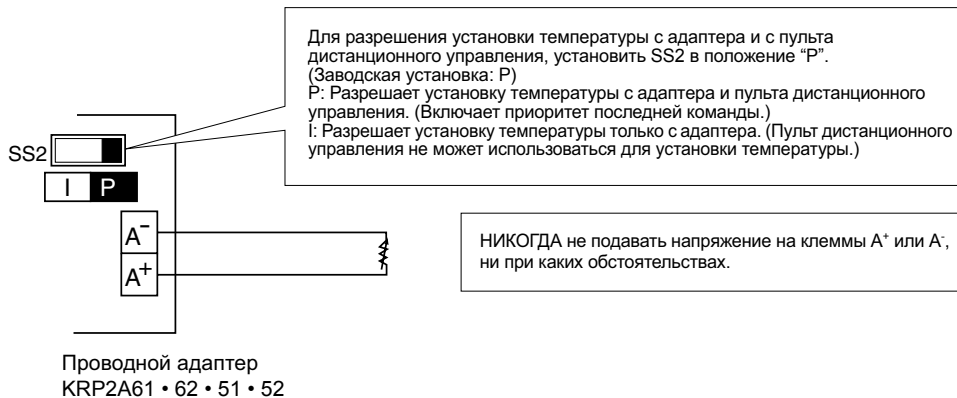 Для разрешения установки температуры с адаптера и с пульта
дистанционного управления, установить SS2 в положение “P”.
(Заводская установка: P)
P: Разрешает установку температуры с адаптера и пульта дистанционного
управления. (Включает приоритет последней команды.)
I: Разрешает установку температуры только с адаптера. (Пульт дистанционного
управления не может использоваться для установки температуры.)
SS2
I P
A⁻
A⁺
НИКОГДА не подавать напряжение на клеммы A⁺ или A⁻,
ни при каких обстоятельствах.
Проводной адаптер
KRP2A61 • 62 • 51 • 52